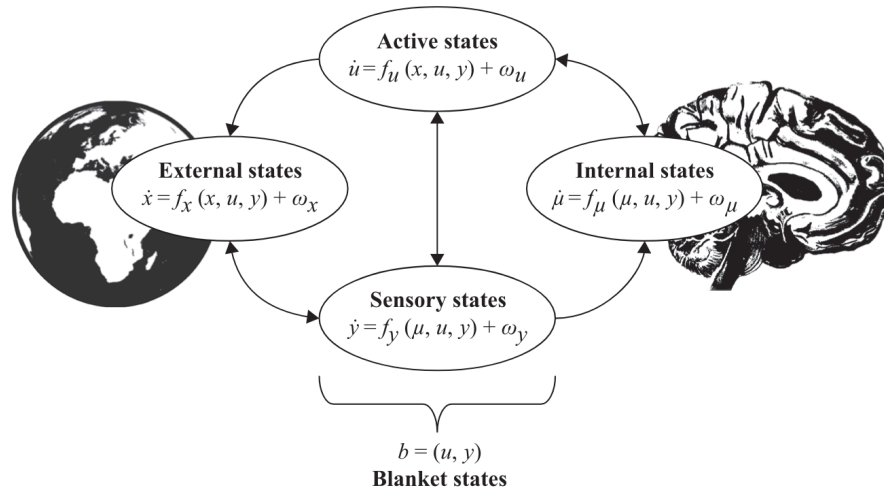 Active states
u̇ = f_u (x, u, y) + ω_u
External states
ẋ = f_x (x, u, y) + ω_x
Internal states
μ̇ = f_μ (μ, u, y) + ω_μ
Sensory states
ẏ = f_y (μ, u, y) + ω_y
b = (u, y)
Blanket states